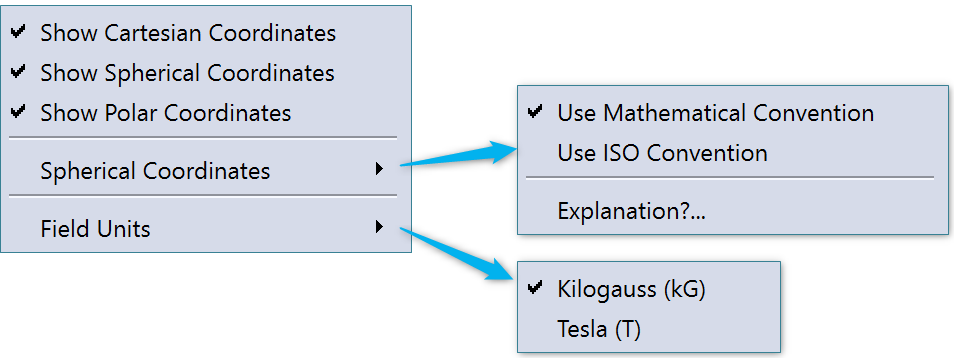 Show Cartesian Coordinates
Show Spherical Coordinates
Show Polar Coordinates
Spherical Coordinates
Field Units
Use Mathematical Convention
Use ISO Convention
Explanation?...
Kilogauss (kG)
Tesla (T)